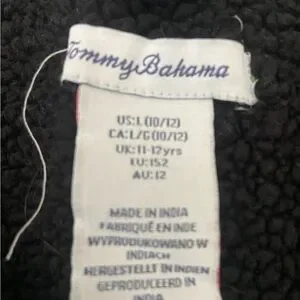 Tommy Bahama
US:L(10/12)
CA:L/G(10/12)
UK:11-12yrs
EU:152
AU:12
MADE IN INDIA
FABRIQUÉ EN INDE
WYPRODUKOWANO W
INDIACH
HERGESTELLT IN INDIEN
GEPRODUCEERD IN
INDIA